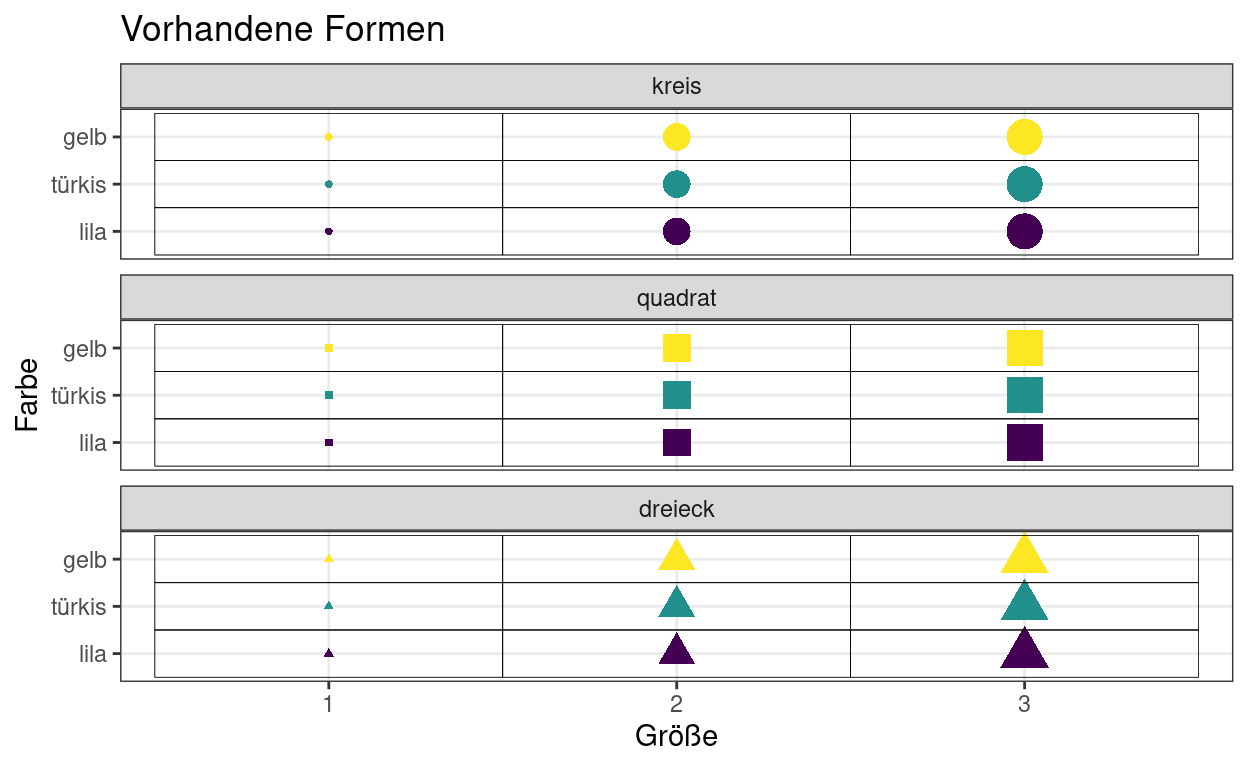 Vorhandene Formen
kreis
gelb
türkis
lila
quadrat
gelb
türkis
lila
dreieck
gelb
türkis
lila
Farbe
1 2 3
Größe